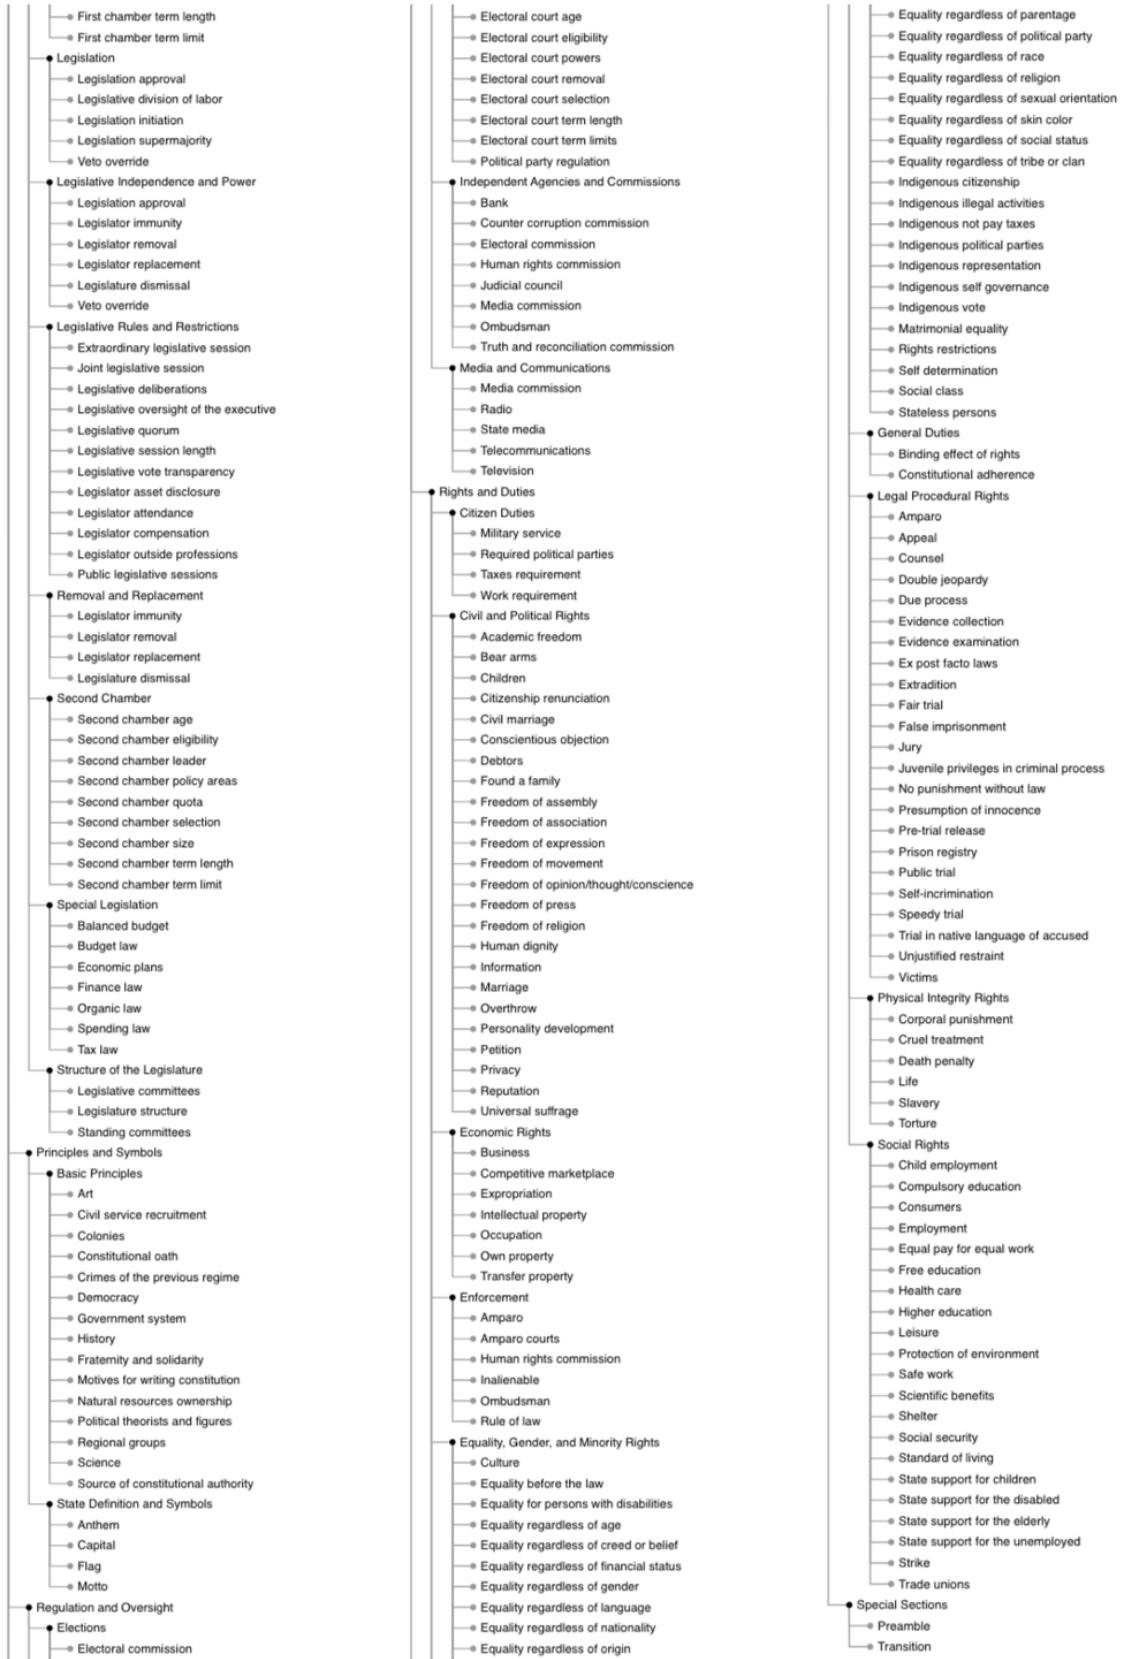 First chamber term length
First chamber term limit
Legislation
Legislation approval
Legislative division of labor
Legislation initiation
Legislation supermajority
Veto override
Legislative Independence and Power
Legislation approval
Legislator immunity
Legislator removal
Legislator replacement
Legislature dismissal
Veto override
Legislative Rules and Restrictions
Extraordinary legislative session
Joint legislative session
Legislative deliberations
Legislative oversight of the executive
Legislative quorum
Legislative session length
Legislative vote transparency
Legislator asset disclosure
Legislator attendance
Legislator compensation
Legislator outside professions
Public legislative sessions
Removal and Replacement
Legislator immunity
Legislator removal
Legislator replacement
Legislature dismissal
Second Chamber
Second chamber age
Second chamber eligibility
Second chamber leader
Second chamber policy areas
Second chamber quota
Second chamber selection
Second chamber size
Second chamber term length
Second chamber term limit
Special Legislation
Balanced budget
Budget law
Economic plans
Finance law
Organic law
Spending law
Tax law
Structure of the Legislature
Legislative committees
Legislature structure
Standing committees
Principles and Symbols
Basic Principles
Art
Civil service recruitment
Colonies
Constitutional oath
Crimes of the previous regime
Democracy
Government system
History
Fraternity and solidarity
Motives for writing constitution
Natural resources ownership
Political theorists and figures
Regional groups
Science
Source of constitutional authority
State Definition and Symbols
Anthem
Capital
Flag
Motto
Regulation and Oversight
Elections
Electoral commission
Electoral court age
Electoral court eligibility
Electoral court powers
Electoral court removal
Electoral court selection
Electoral court term length
Electoral court term limits
Political party regulation
Independent Agencies and Commissions
Bank
Counter corruption commission
Electoral commission
Human rights commission
Judicial council
Media commission
Ombudsman
Truth and reconciliation commission
Media and Communications
Media commission
Radio
State media
Telecommunications
Television
Rights and Duties
Citizen Duties
Military service
Required political parties
Taxes requirement
Work requirement
Civil and Political Rights
Academic freedom
Bear arms
Children
Citizenship renunciation
Civil marriage
Conscientious objection
Debtors
Found a family
Freedom of assembly
Freedom of association
Freedom of expression
Freedom of movement
Freedom of opinion/thought/conscience
Freedom of press
Freedom of religion
Human dignity
Information
Marriage
Overthrow
Personality development
Petition
Privacy
Reputation
Universal suffrage
Economic Rights
Business
Competitive marketplace
Expropriation
Intellectual property
Occupation
Own property
Transfer property
Enforcement
Amparo
Amparo courts
Human rights commission
Inalienable
Ombudsman
Rule of law
Equality, Gender, and Minority Rights
Culture
Equality before the law
Equality for persons with disabilities
Equality regardless of age
Equality regardless of creed or belief
Equality regardless of financial status
Equality regardless of gender
Equality regardless of language
Equality regardless of nationality
Equality regardless of origin
Equality regardless of parentage
Equality regardless of political party
Equality regardless of race
Equality regardless of religion
Equality regardless of sexual orientation
Equality regardless of skin color
Equality regardless of social status
Equality regardless of tribe or clan
Indigenous citizenship
Indigenous illegal activities
Indigenous not pay taxes
Indigenous political parties
Indigenous representation
Indigenous self governance
Indigenous vote
Matrimonial equality
Rights restrictions
Self determination
Social class
Stateless persons
General Duties
Binding effect of rights
Constitutional adherence
Legal Procedural Rights
Amparo
Appeal
Counsel
Double jeopardy
Due process
Evidence collection
Evidence examination
Ex post facto laws
Extradition
Fair trial
False imprisonment
Jury
Juvenile privileges in criminal process
No punishment without law
Presumption of innocence
Pre-trial release
Prison registry
Public trial
Self-incrimination
Speedy trial
Trial in native language of accused
Unjustified restraint
Victims
Physical Integrity Rights
Corporal punishment
Cruel treatment
Death penalty
Life
Slavery
Torture
Social Rights
Child employment
Compulsory education
Consumers
Employment
Equal pay for equal work
Free education
Health care
Higher education
Leisure
Protection of environment
Safe work
Scientific benefits
Shelter
Social security
Standard of living
State support for children
State support for the disabled
State support for the elderly
State support for the unemployed
Strike
Trade unions
Special Sections
Preamble
Transition